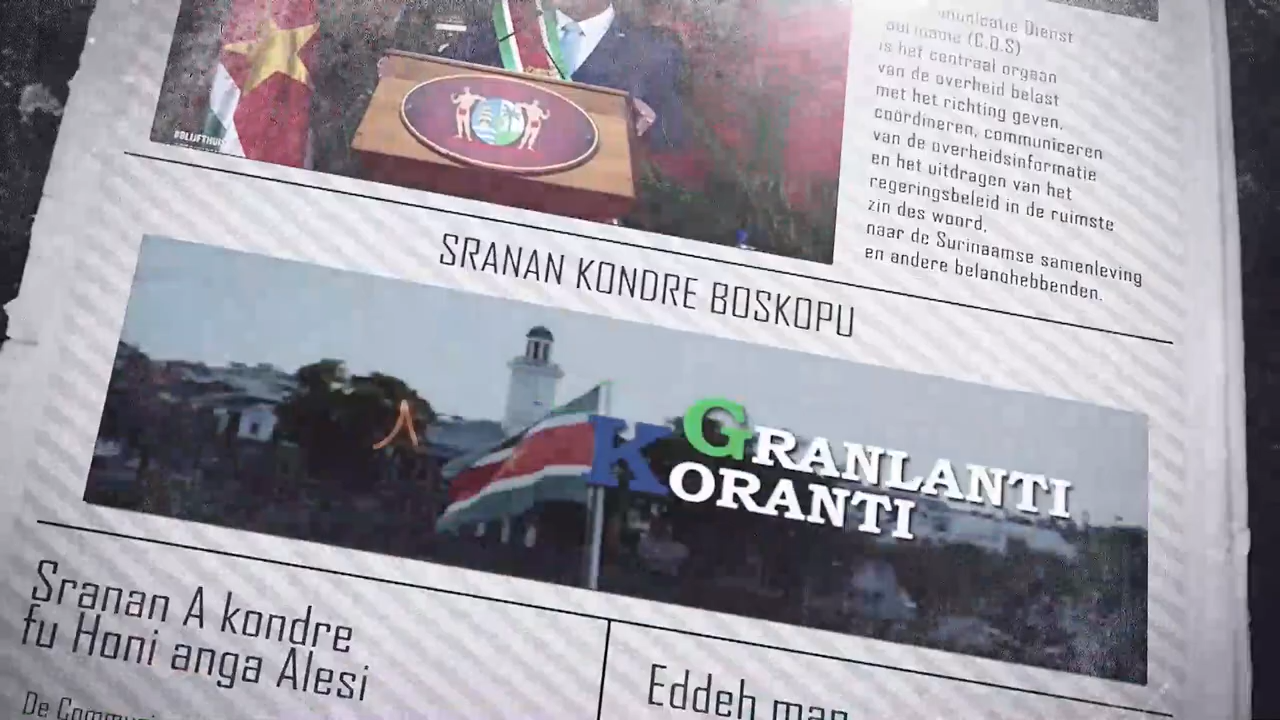 #BLIJFTHUIS
Dienst
(C.D.S)
is het centraal orgaan
van de overheid belast
met het richting geven,
coördineren, communiceren
van de overheidsinformatie
en het uitdragen van het
regeringsbeleid in de ruimste
zin des woord,
naar de Surinaamse samenleving
en andere belanghebbenden.
SRANAN KONDRE BOSKOPU
GRANLANTI
KORANTI
Sranan A kondre
fu Honi anga Alesi
Eddeh man
De